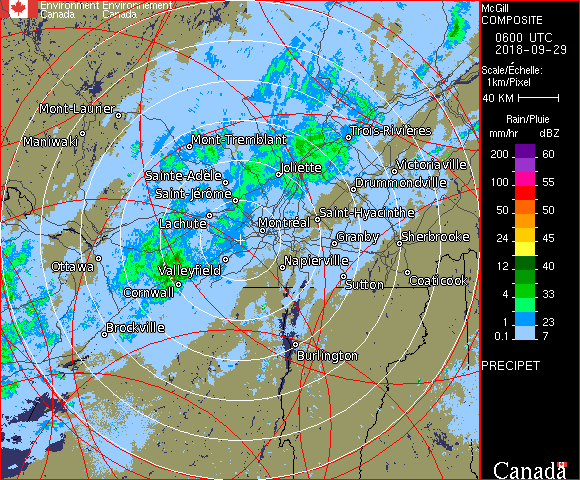 Environment Environnement
Canada Canada
McGill
COMPOSITE
0600 UTC
2018-09-29
Scale/Échelle:
1km/Pixel
40 KM
Rain/Pluie
mm/hr dBZ
200 60
150 57
100 55
50 50
24 45
12 40
4 33
1 23
0.1 7
PRECIPET
Canada
Mont-Laurier
Maniwaki
Mont-Tremblant
Trois-Rivières
Sainte-Adèle
Joliette
Victoriaville
Saint-Jérôme
Drummondville
Lachute
Montréal
Saint-Hyacinthe
Granby
Sherbrooke
Ottawa
Valleyfield
Napierville
Cornwall
Sutton
Coaticook
Brockville
Burlington